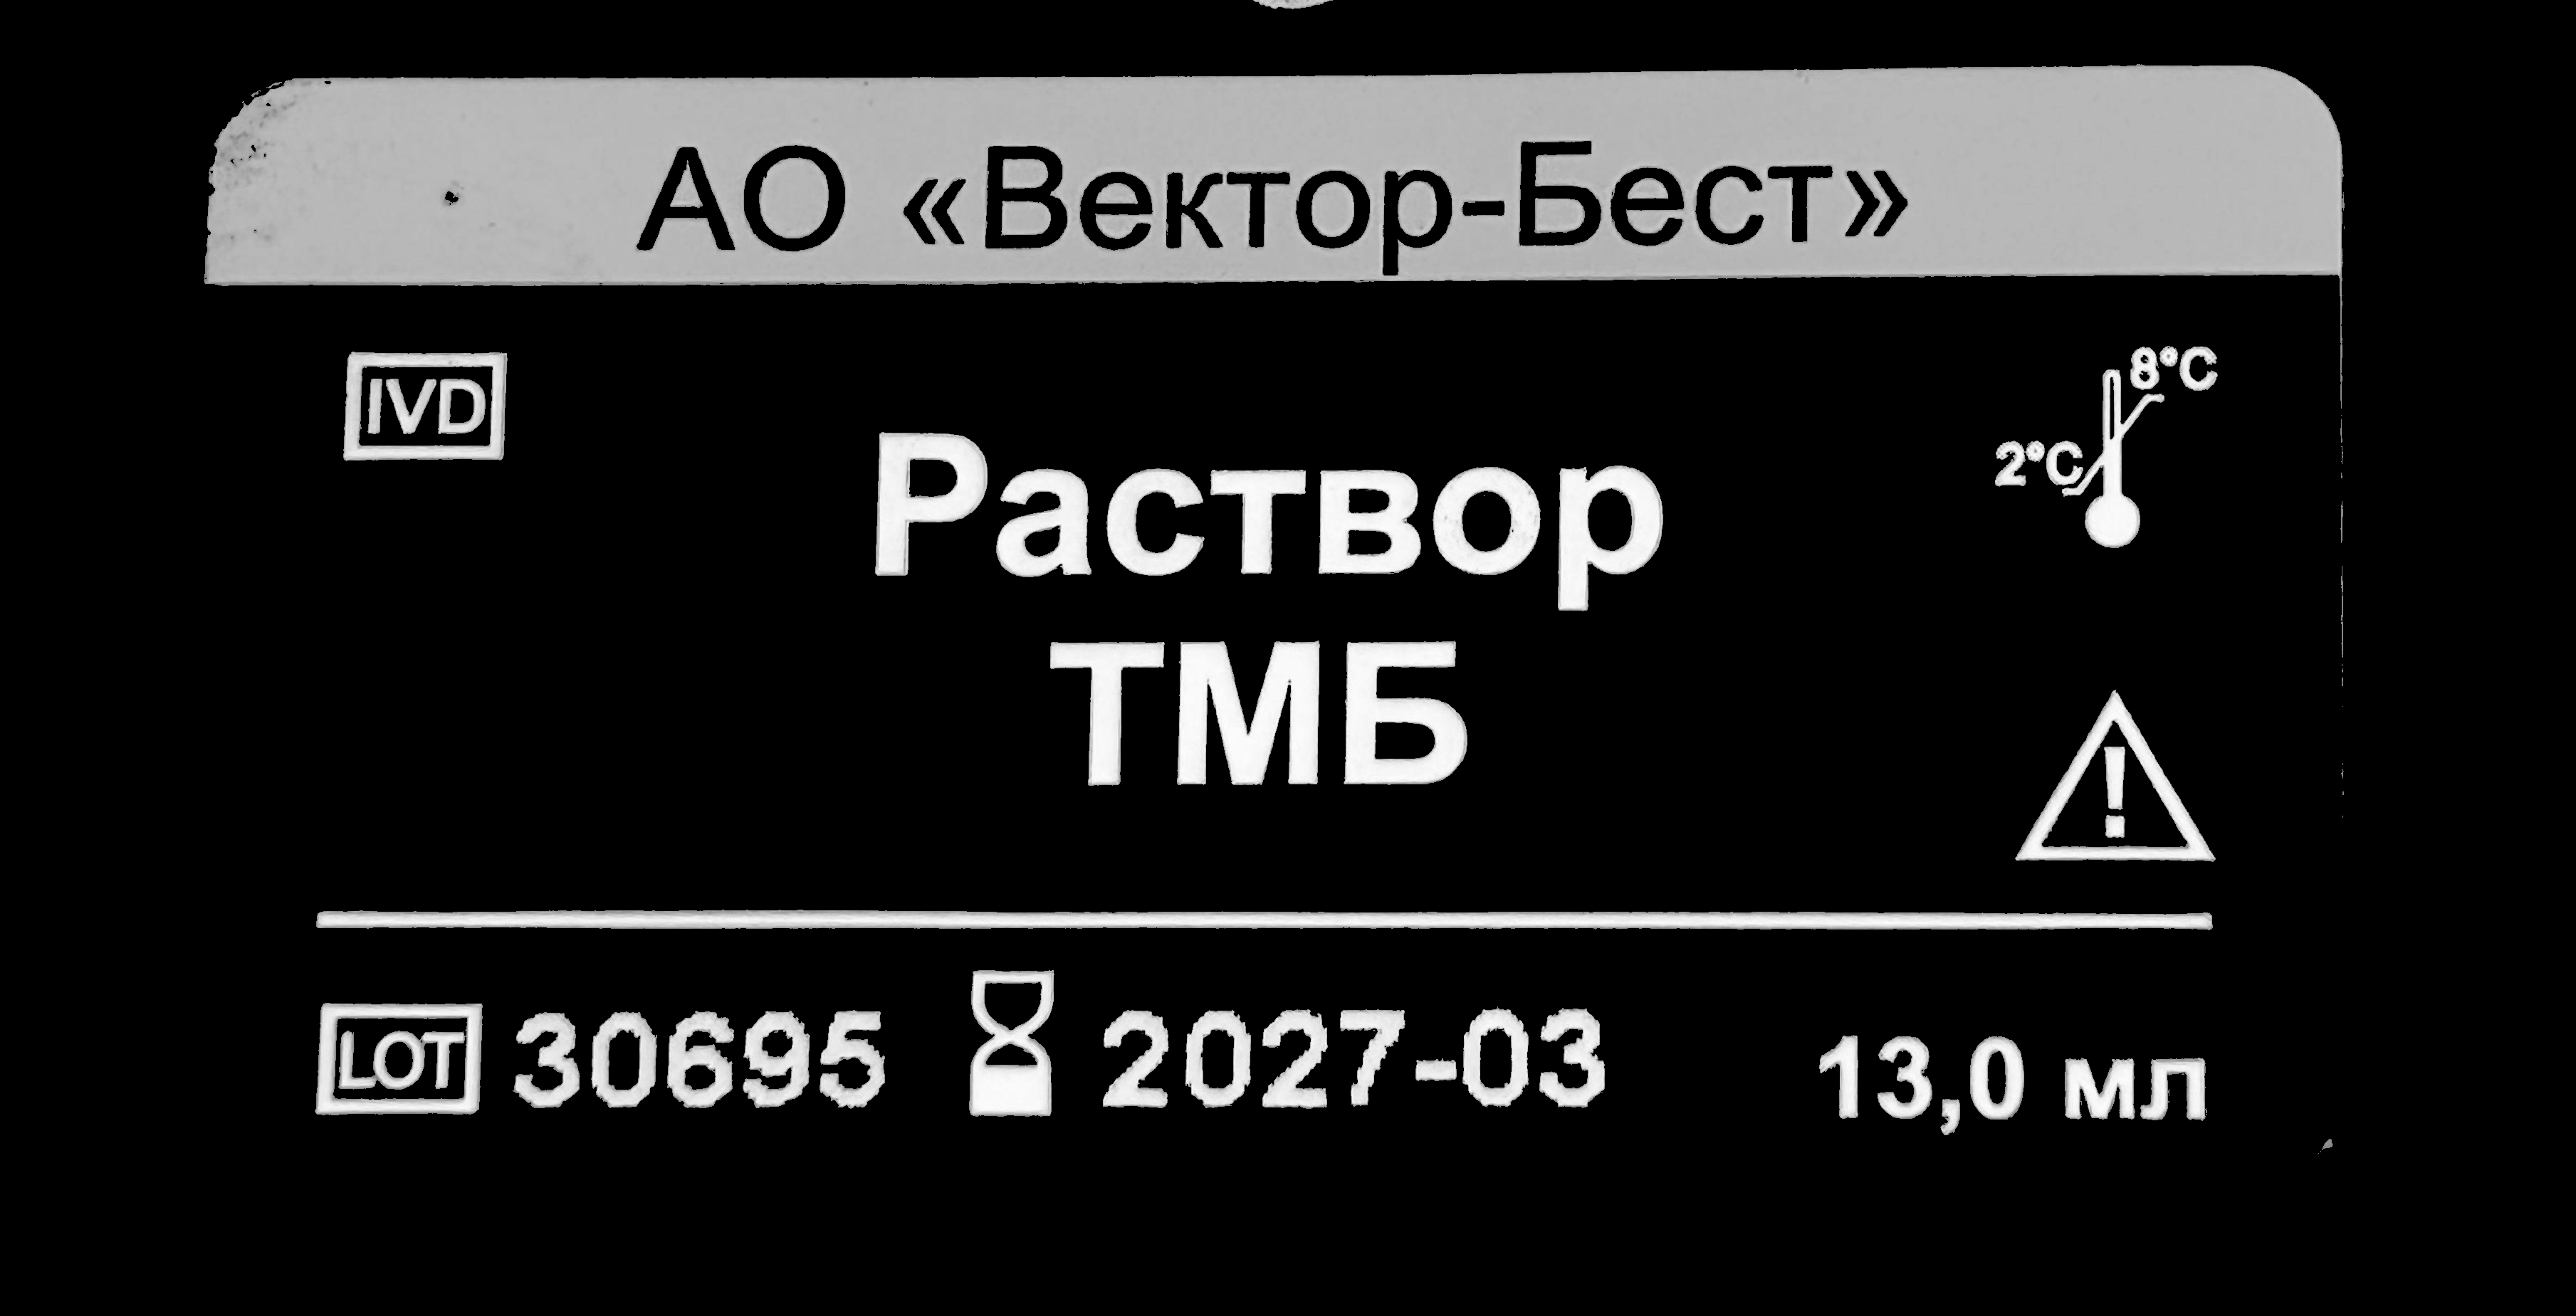 АО «Вектор-Бест»
IVD
8°C
2°C
Раствор
ТМБ
LOT 30695 2027-03 13,0 мл